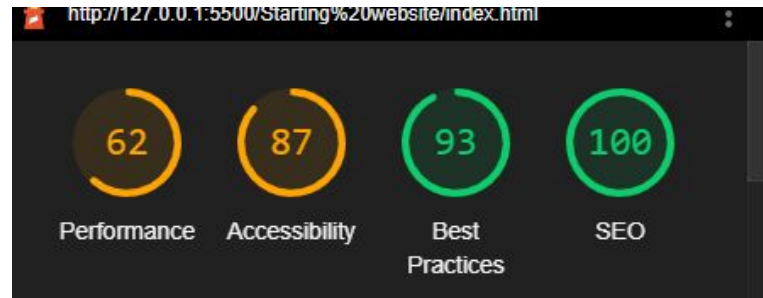 http://127.0.0.1:5500/Starting%20website/index.html
62 87 93 100
Performance Accessibility Best Practices SEO